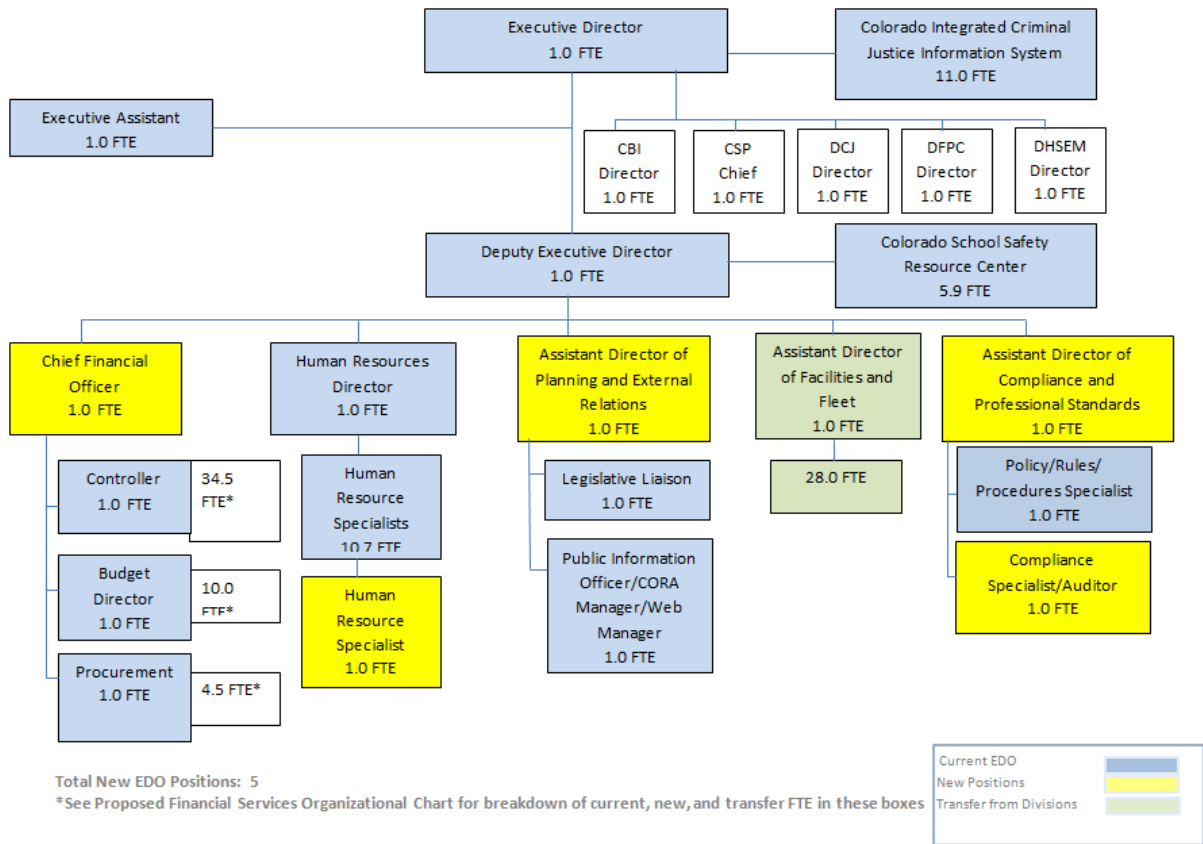 Executive Director
1.0 FTE
Colorado Integrated Criminal
Justice Information System
11.0 FTE
Executive Assistant
1.0 FTE
CBI
Director
1.0 FTE
CSP
Chief
1.0 FTE
DCJ
Director
1.0 FTE
DFPC
Director
1.0 FTE
DHSEM
Director
1.0 FTE
Deputy Executive Director
1.0 FTE
Colorado School Safety
Resource Center
5.9 FTE
Chief Financial
Officer
1.0 FTE
Human Resources
Director
1.0 FTE
Assistant Director of
Planning and External
Relations
1.0 FTE
Assistant Director
of Facilities and
Fleet
1.0 FTE
Assistant Director of
Compliance and
Professional Standards
1.0 FTE
Controller
1.0 FTE
34.5
FTE*
Budget
Director
1.0 FTE
10.0
FTE*
Procurement
1.0 FTE
4.5 FTE*
Human
Resource
Specialists
10.7 FTE
Human
Resource
Specialist
1.0 FTE
Legislative Liaison
1.0 FTE
Public Information
Officer/CORA
Manager/Web
Manager
1.0 FTE
28.0 FTE
Policy/Rules/
Procedures Specialist
1.0 FTE
Compliance
Specialist/Auditor
1.0 FTE
Total New EDO Positions: 5
*See Proposed Financial Services Organizational Chart for breakdown of current, new, and transfer FTE in these boxes
Current EDO
New Positions
Transfer from Divisions